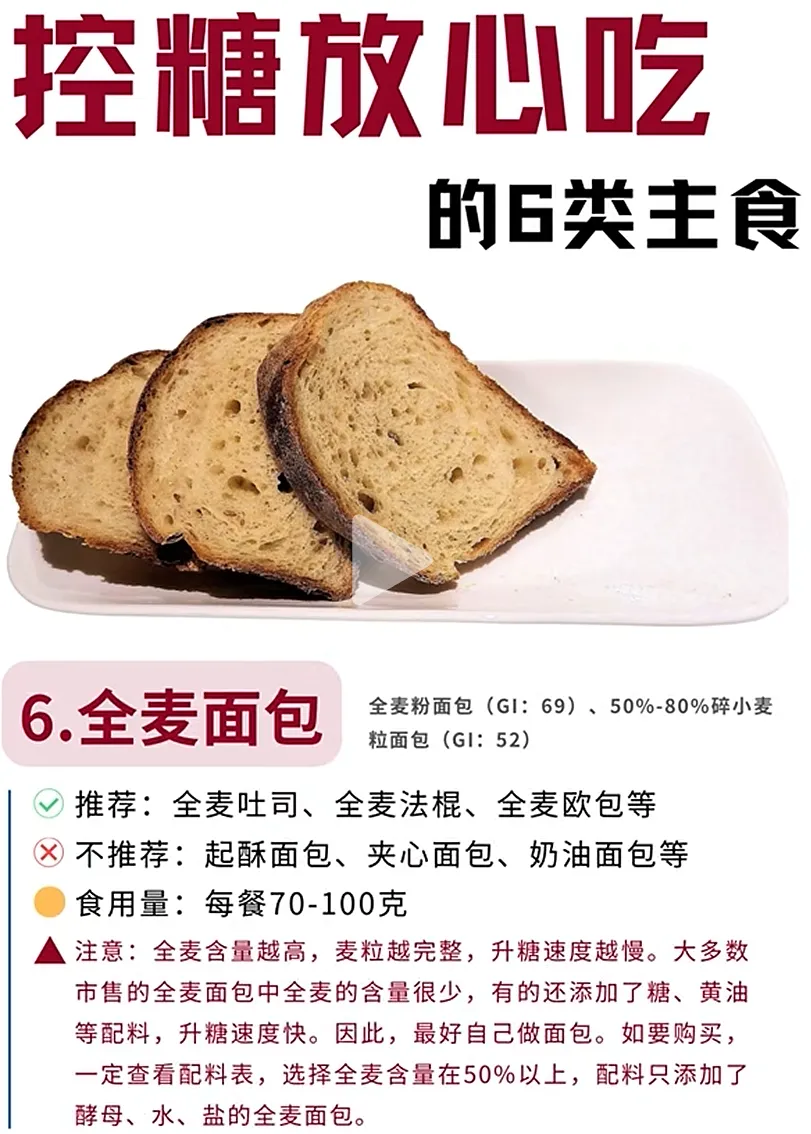 控糖放心吃
的6类主食
6.全麦面包
全麦粉面包（GI：69）、50%-80%碎小麦
粒面包（GI：52）
推荐：全麦吐司、全麦法棍、全麦欧包等
不推荐：起酥面包、夹心面包、奶油面包等
食用量：每餐70-100克
注意：全麦含量越高，麦粒越完整，升糖速度越慢。大多数
市售的全麦面包中全麦的含量很少，有的还添加了糖、黄油
等配料，升糖速度快。因此，最好自己做面包。如要购买，
一定查看配料表，选择全麦含量在50%以上，配料只添加了
酵母、水、盐的全麦面包。